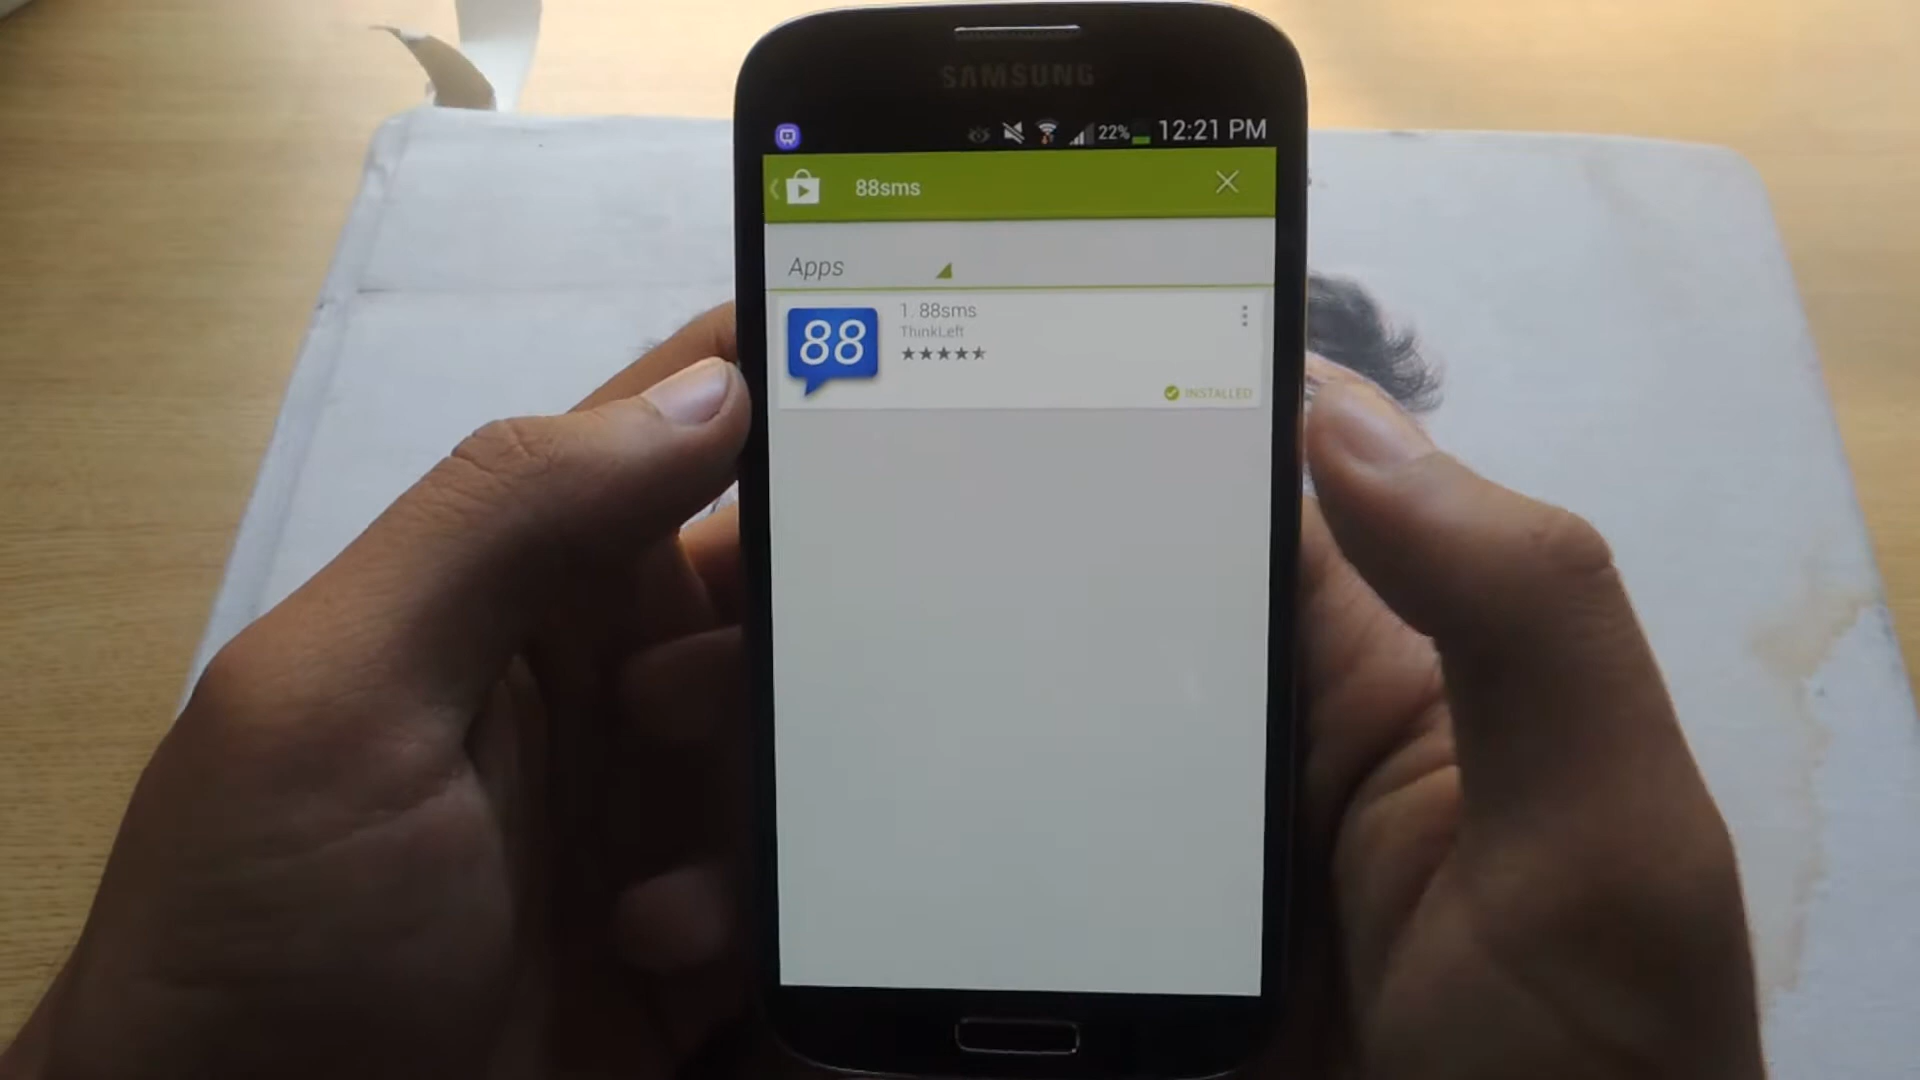 SAMSUNG
22% 12:21 PM
88sms
Apps
88
1. 88sms
ThinkLeft
INSTALLED